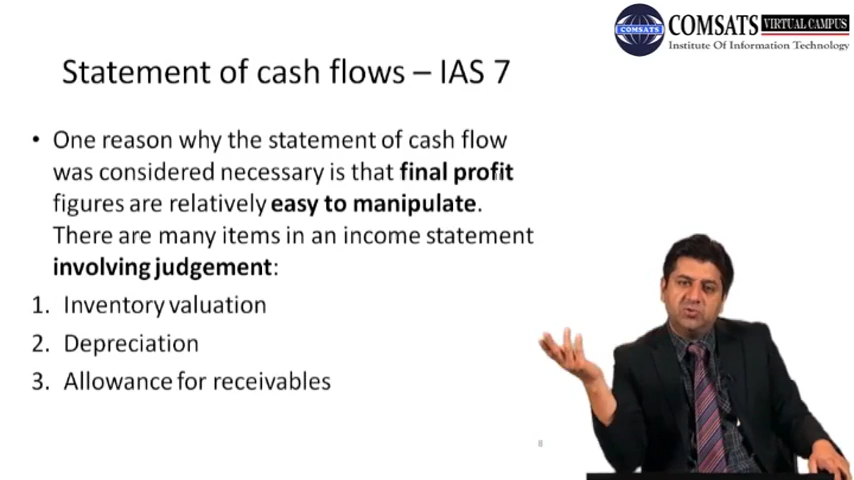 COMSATS
COMSATS VIRTUAL CAMPUS
Institute Of Information Technology
Statement of cash flows – IAS 7
• One reason why the statement of cash flow
was considered necessary is that final profit
figures are relatively easy to manipulate.
There are many items in an income statement
involving judgement:
1. Inventory valuation
2. Depreciation
3. Allowance for receivables